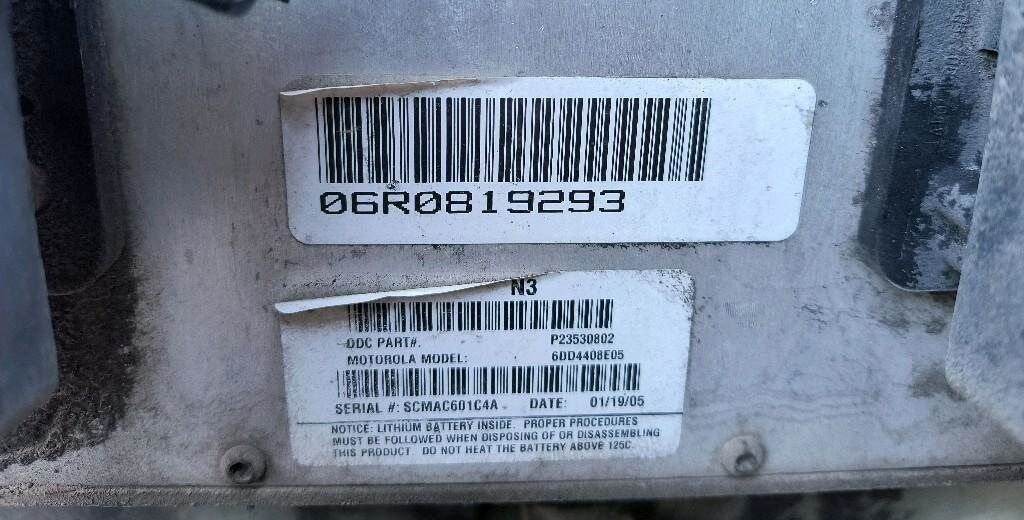 06R0819293
N3
DDC PART#: P23530802
MOTOROLA MODEL: 6DD4408E05
SERIAL #: SCMAC601C4A DATE: 01/19/05
NOTICE: LITHIUM BATTERY INSIDE. PROPER PROCEDURES
MUST BE FOLLOWED WHEN DISPOSING OF OR DISASSEMBLING
THIS PRODUCT. DO NOT HEAT THE BATTERY ABOVE 125C.